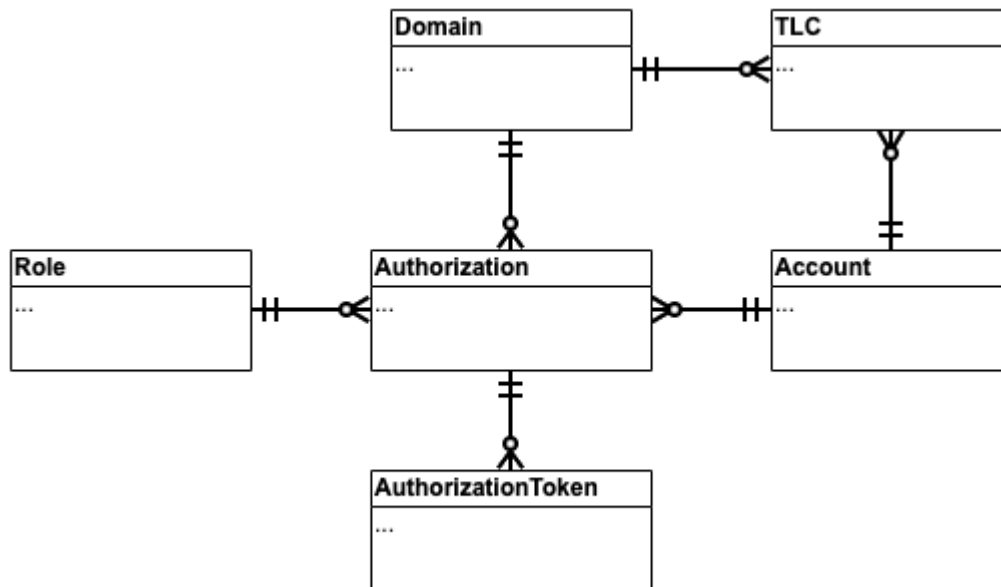 Domain
...
TLC
...
Role
...
Authorization
...
Account
...
AuthorizationToken
...